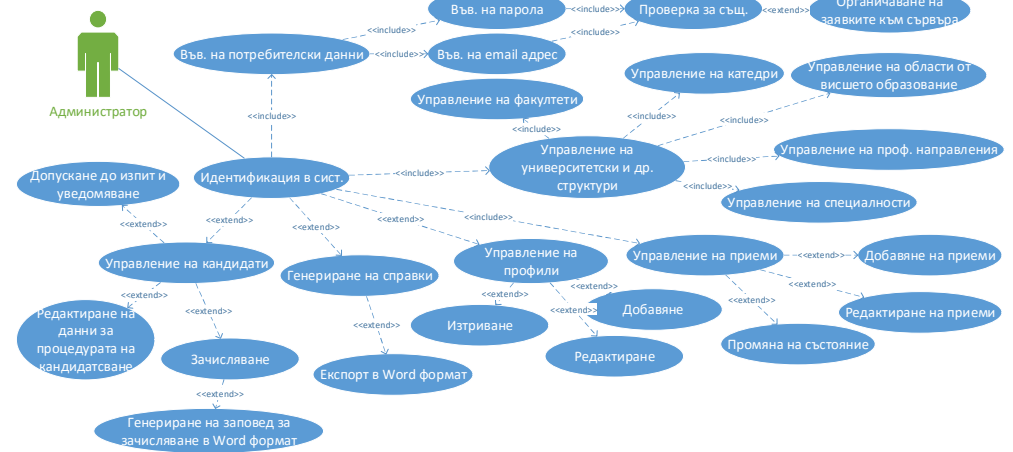 Органичаване на
заявките към сървъра
Във. на парола
<<include>>
Проверка за същ.
<<extend>>
<<include>>
<<include>>
Във. на потребителски данни
<<include>>
Във. на email адрес
Управление на катедри
Управление на области от
висшето образование
Администратор
Управление на факултети
<<include>>
<<include>>
<<include>>
<<include>>
Управление на
университетски и др.
структури
<<include>>
Управление на проф. направления
Идентификация в сист.
<<include>>
<<include>>
Управление на специалности
Допускане до изпит и
уведомяване
<<extend>>
<<extend>>
<<extend>>
<<include>>
Управление на кандидати
Генериране на справки
Управление на
профили
Управление на приеми
<<extend>>
Добавяне на приеми
<<extend>>
<<extend>>
<<extend>>
<<extend>>
<<extend>>
<<extend>>
<<extend>>
<<extend>>
Редактиране на
данни за
процедурата на
кандидатсване
Изтриване
Добавяне
Редактиране на приеми
<<extend>>
Зачисляване
Редактиране
Промяна на състояние
Експорт в Word формат
<<extend>>
Генериране на заповед за
зачисляване в Word формат